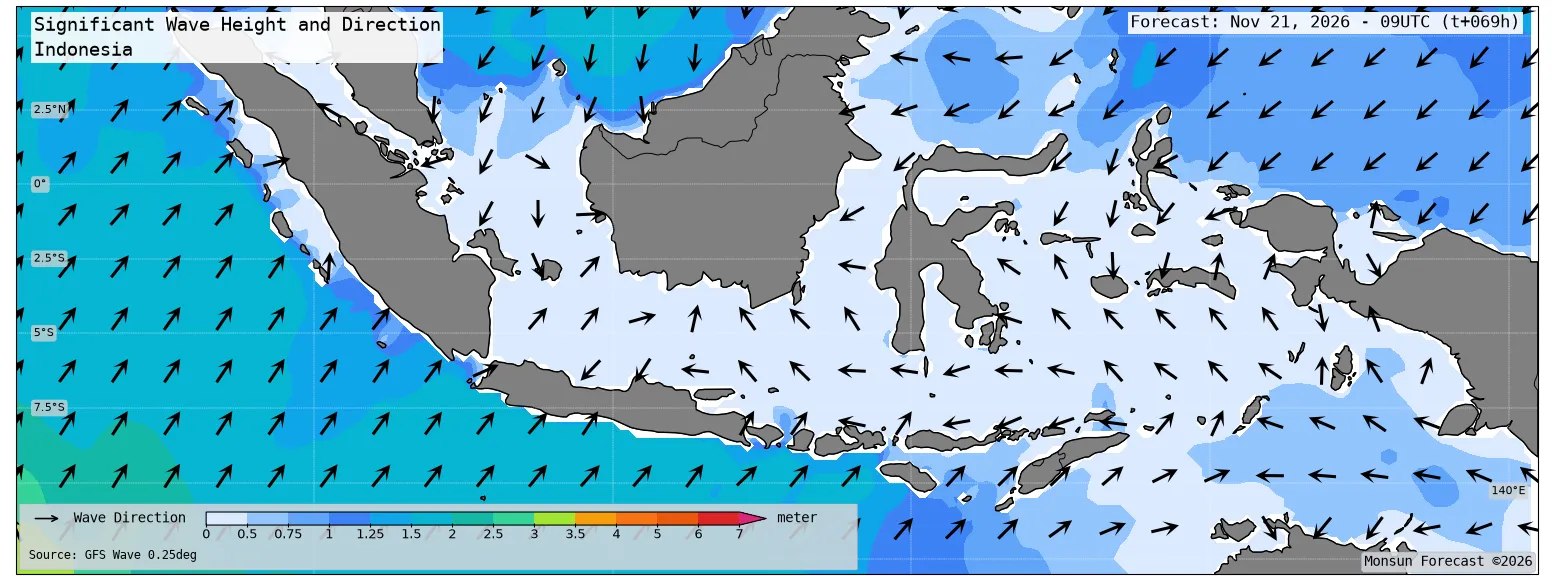 Significant Wave Height and Direction
Indonesia
Forecast: Nov 21, 2026 - 09UTC (t+069h)
2.5°N
0°
2.5°S
5°S
7.5°S
140°E
Wave Direction
meter
0 0.5 0.75 1 1.25 1.5 2 2.5 3 3.5 4 5 6 7
Source: GFS Wave 0.25deg
Monsun Forecast ©2026